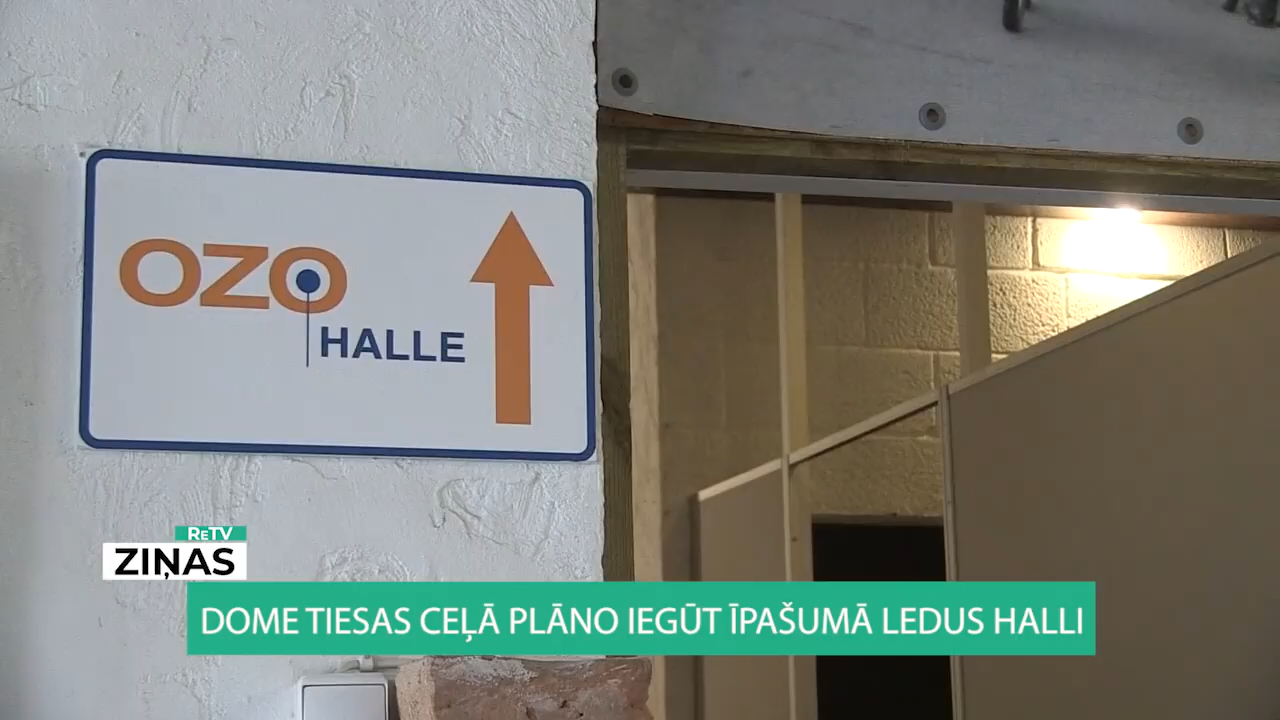 OZO
HALLE
ReTV
ZIŅAS
DOME TIESAS CEĻĀ PLĀNO IEGŪT ĪPAŠUMĀ LEDUS HALLI